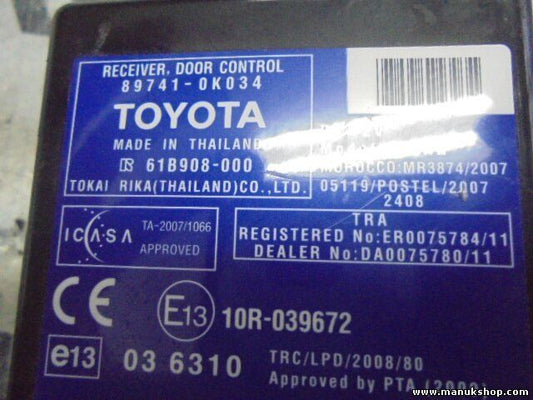 RECEIVER, DOOR CONTROL
89741-0K034
TOYOTA
MADE IN THAILAND
61B908-000
TOKAI RIKA(THAILAND)CO.,LTD.
MOROCCO:MR3874/2007
05119/POSTEL/2007
2408
ICASA
TA-2007/1066
APPROVED
TRA
REGISTERED No:ER0075784/11
DEALER No:DA0075780/11
CE
E13 10R-039672
e13 03 6310
TRC/LPD/2008/80
Approved by PTA
www.manukshop.com